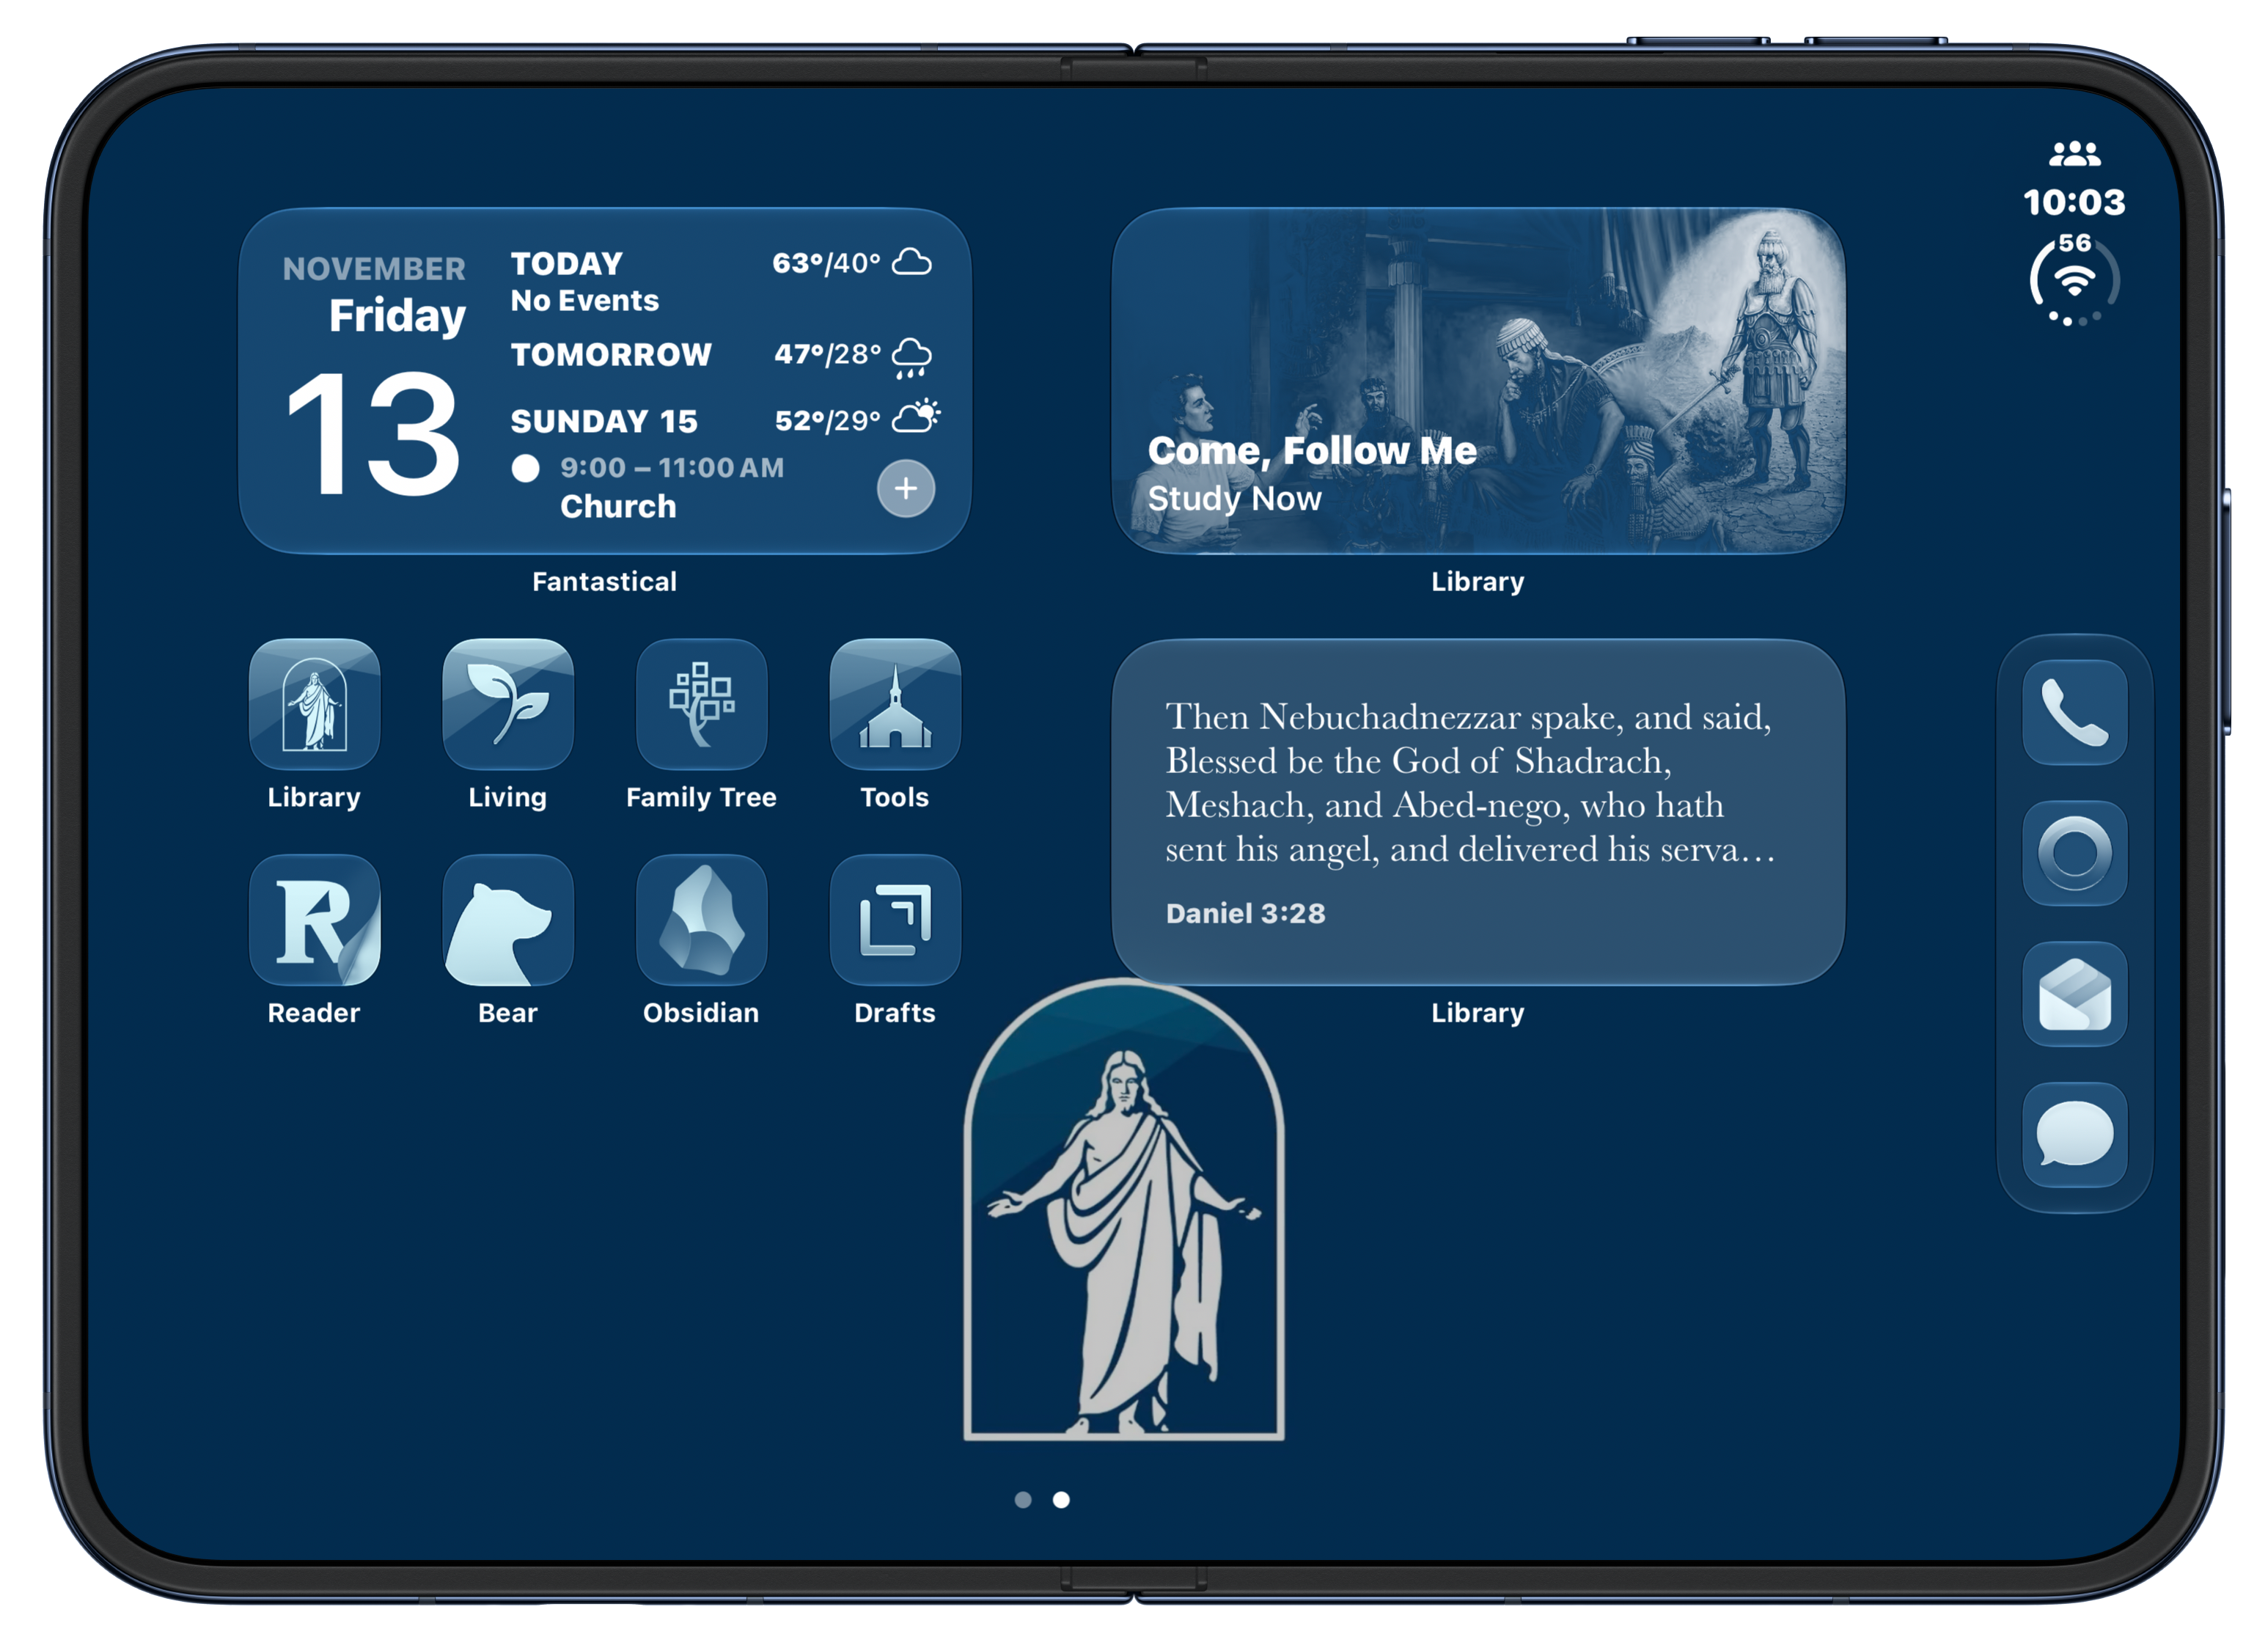 10:03
56
NOVEMBER
Friday
13
TODAY
63°/40°
No Events
TOMORROW
47°/28°
SUNDAY 15
52°/29°
9:00 – 11:00 AM
Church
+
Fantastical
Come, Follow Me
Study Now
Library
Library
Living
Family Tree
Tools
R
Reader
Bear
Obsidian
Drafts
Then Nebuchadnezzar spake, and said,
Blessed be the God of Shadrach,
Meshach, and Abed-nego, who hath
sent his angel, and delivered his serva…
Daniel 3:28
Library